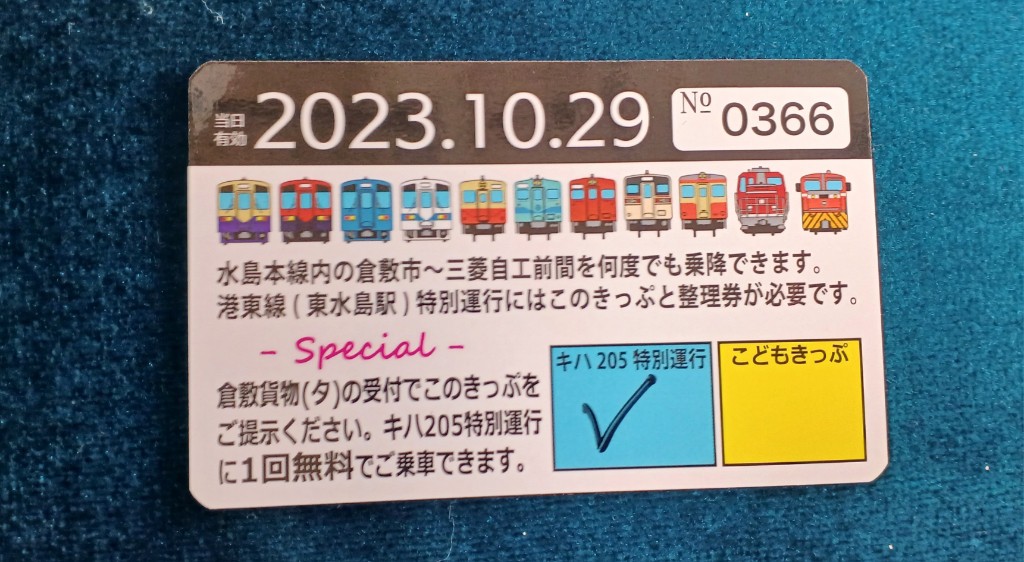 当日
有効
2023.10.29
№ 0366
水島本線内の倉敷市～三菱自工前間を何度でも乗降できます。
港東線(東水島駅)特別運行にはこのきっぷと整理券が必要です。
- Special -
倉敷貨物(タ)の受付でこのきっぷを
ご提示ください。キハ205特別運行
に1回無料でご乗車できます。
キハ 205 特別運行
こどもきっぷ